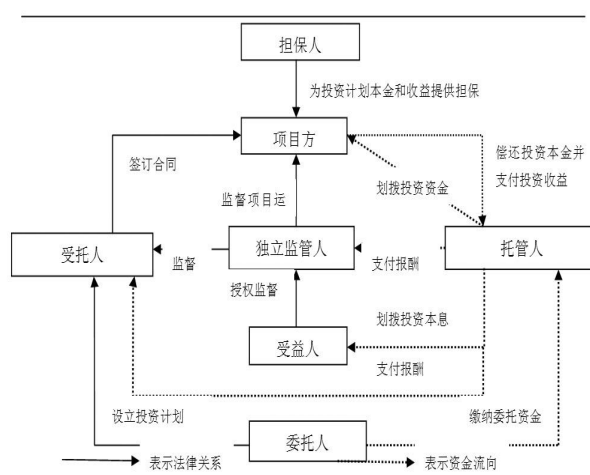 担保人
为投资计划本金和收益提供担保
项目方
签订合同
偿还投资本金并
支付投资收益
划拨投资资金
监督项目运
受托人
监督
独立监管人
支付报酬
托管人
授权监督
划拨投资本息
受益人
支付报酬
设立投资计划
缴纳委托资金
委托人
表示法律关系
表示资金流向